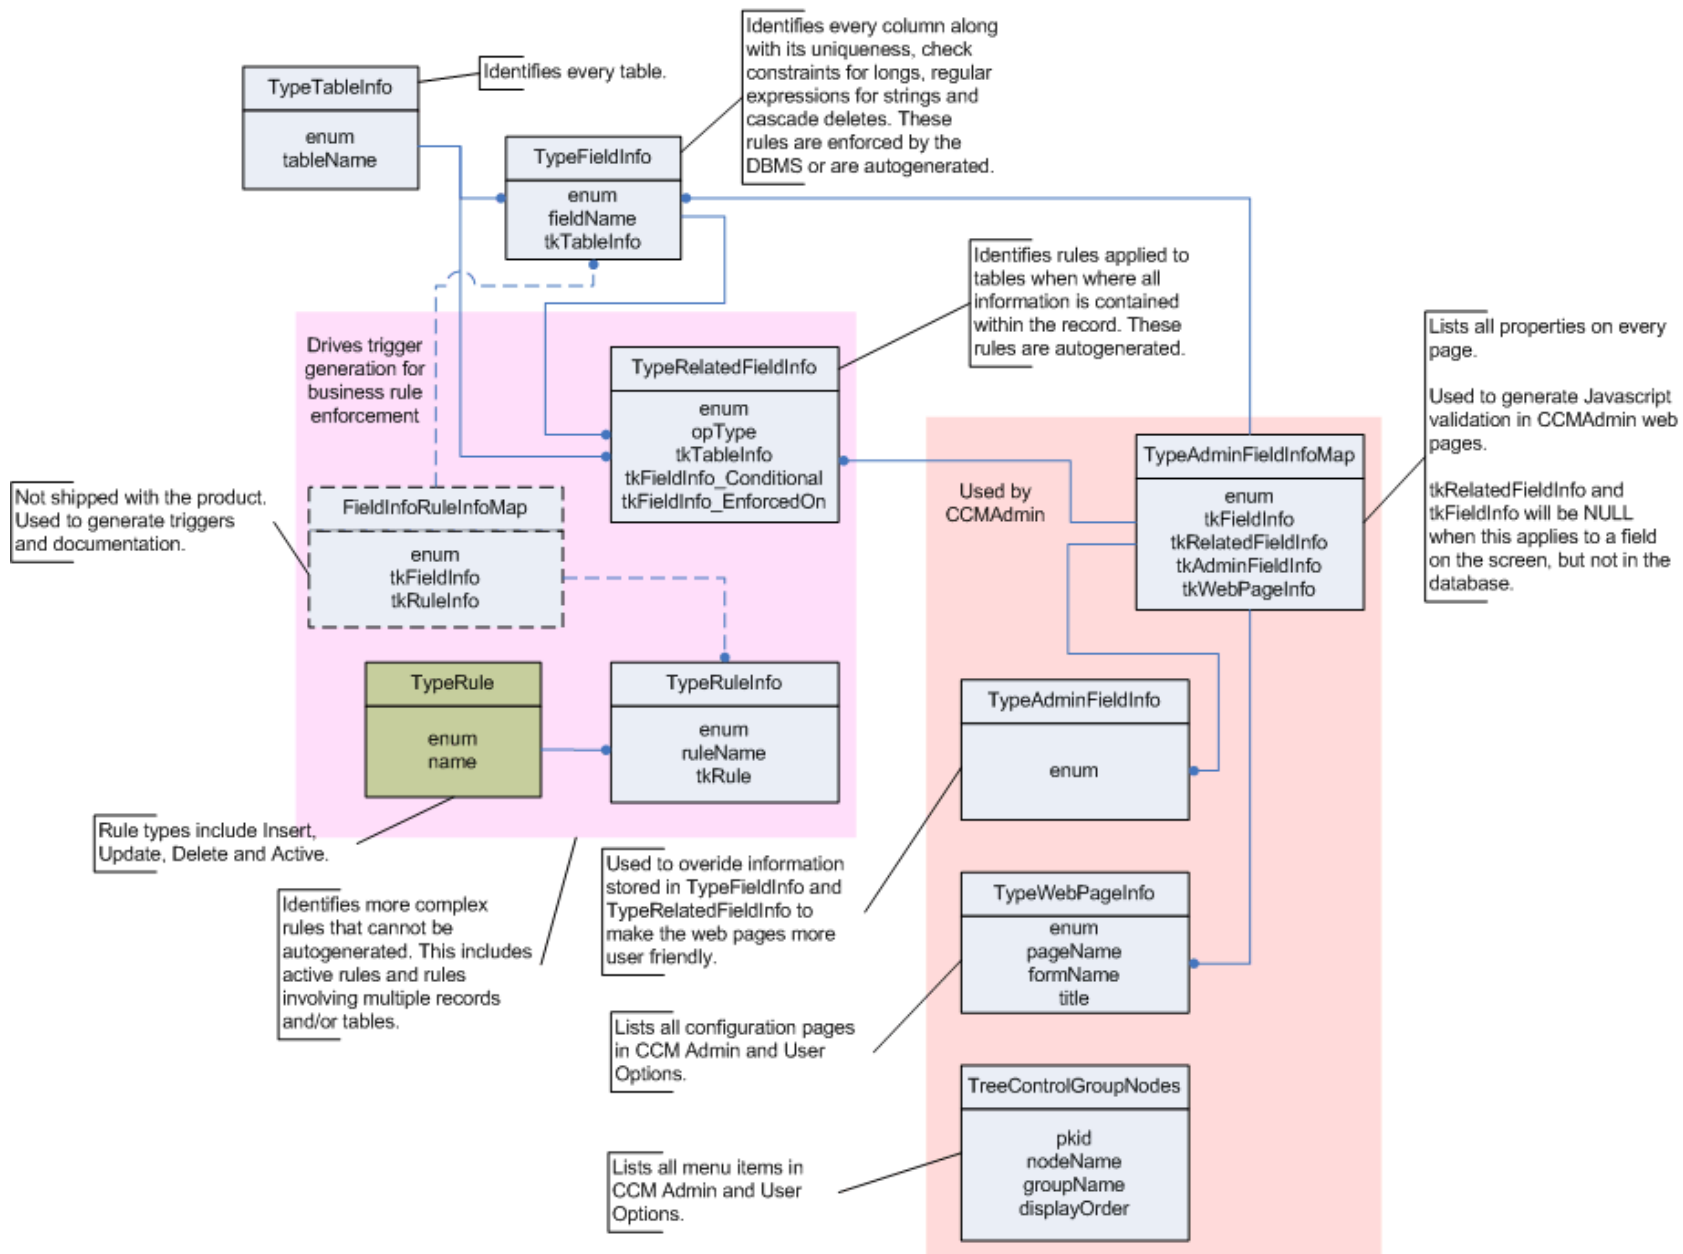 TypeTableInfo
enum
tableName
Identifies every table.
Identifies every column along
with its uniqueness, check
constraints for longs, regular
expressions for strings and
cascade deletes. These
rules are enforced by the
DBMS or are autogenerated.
TypeFieldInfo
enum
fieldName
tkTableInfo
Identifies rules applied to
tables when where all
information is contained
within the record. These
rules are autogenerated.
Drives trigger
generation for
business rule
enforcement
TypeRelatedFieldInfo
enum
opType
tkTableInfo
tkFieldInfo_Conditional
tkFieldInfo_EnforcedOn
Lists all properties on every
page.
Used to generate Javascript
validation in CCMAdmin web
pages.
tkRelatedFieldInfo and
tkFieldInfo will be NULL
when this applies to a field
on the screen, but not in the
database.
Used by
CCMAdmin
TypeAdminFieldInfoMap
enum
tkFieldInfo
tkRelatedFieldInfo
tkAdminFieldInfo
tkWebPageInfo
Not shipped with the product.
Used to generate triggers
and documentation.
FieldInfoRuleInfoMap
enum
tkFieldInfo
tkRuleInfo
TypeRule
enum
name
TypeRuleInfo
enum
ruleName
tkRule
TypeAdminFieldInfo
enum
Rule types include Insert,
Update, Delete and Active.
Identifies more complex
rules that cannot be
autogenerated. This includes
active rules and rules
involving multiple records
and/or tables.
Used to overide information
stored in TypeFieldInfo and
TypeRelatedFieldInfo to
make the web pages more
user friendly.
TypeWebPageInfo
enum
pageName
formName
title
Lists all configuration pages
in CCM Admin and User
Options.
TreeControlGroupNodes
pkid
nodeName
groupName
displayOrder
Lists all menu items in
CCM Admin and User
Options.